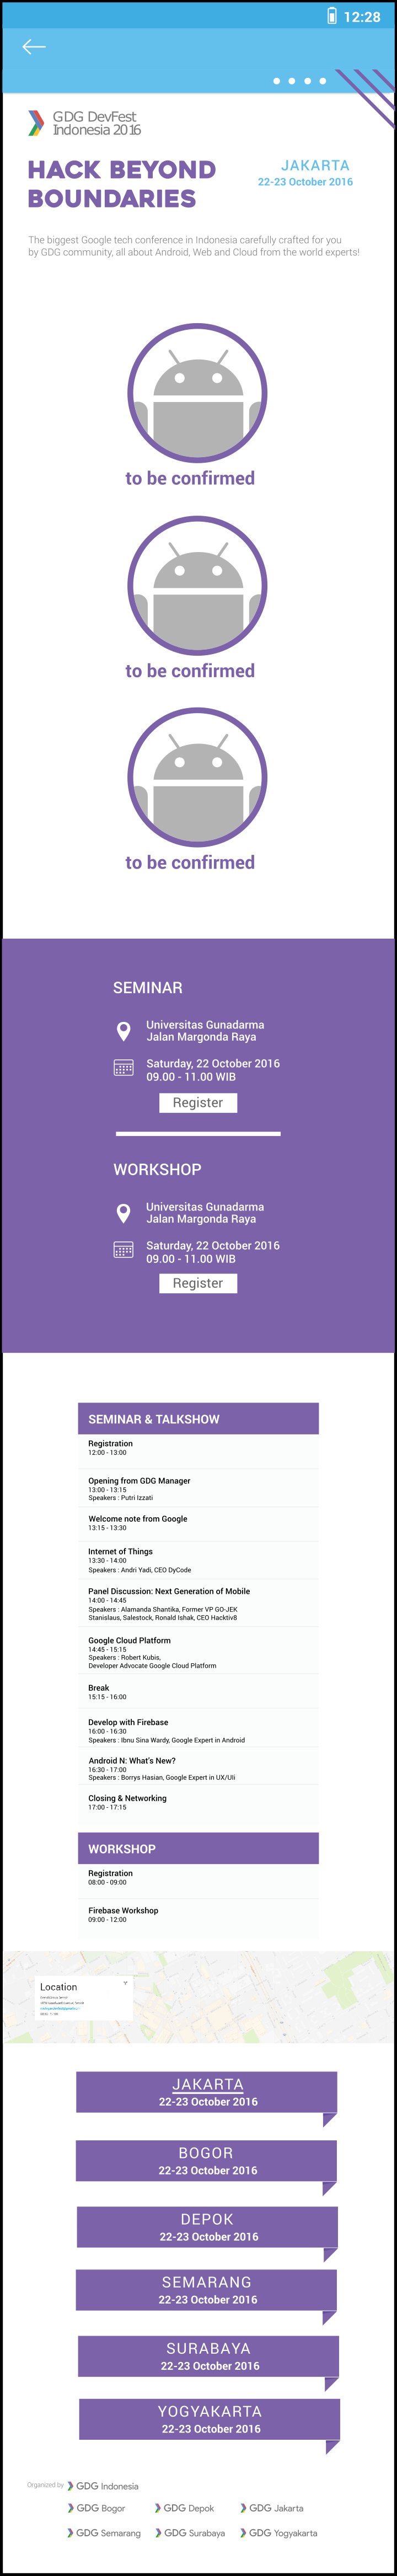 12:28
GDG DevFest
Indonesia 2016
HACK BEYOND
BOUNDARIES
JAKARTA
22-23 October 2016
The biggest Google tech conference in Indonesia carefully crafted for you
by GDG community, all about Android, Web and Cloud from the world experts!
to be confirmed
to be confirmed
to be confirmed
SEMINAR
Universitas Gunadarma
Jalan Margonda Raya
Saturday, 22 October 2016
09.00 - 11.00 WIB
Register
WORKSHOP
Universitas Gunadarma
Jalan Margonda Raya
Saturday, 22 October 2016
09.00 - 11.00 WIB
Register
SEMINAR & TALKSHOW
Registration
12:00 - 13:00
Opening from GDG Manager
13:00 - 13:15
Speakers : Putri Izzati
Welcome note from Google
13:15 - 13:30
Internet of Things
13:30 - 14:00
Speakers : Andri Yadi, CEO DyCode
Panel Discussion: Next Generation of Mobile
14:00 - 14:45
Speakers : Alamanda Shantika, Former VP GO-JEK
Stanislaus, Salestock, Ronald Ishak, CEO Hacktiv8
Google Cloud Platform
14:45 - 15:15
Speakers : Robert Kubis,
Developer Advocate Google Cloud Platform
Break
15:15 - 16:00
Develop with Firebase
16:00 - 16:30
Speakers : Ibnu Sina Wardy, Google Expert in Android
Android N: What's New?
16:30 - 17:00
Speakers : Borrys Hasian, Google Expert in UX/UIi
Closing & Networking
17:00 - 17:15
WORKSHOP
Registration
08:00 - 09:00
Firebase Workshop
09:00 - 12:00
Location
JAKARTA
22-23 October 2016
BOGOR
22-23 October 2016
DEPOK
22-23 October 2016
SEMARANG
22-23 October 2016
SURABAYA
22-23 October 2016
YOGYAKARTA
22-23 October 2016
Organized by GDG Indonesia
GDG Bogor GDG Depok GDG Jakarta
GDG Semarang GDG Surabaya GDG Yogyakarta